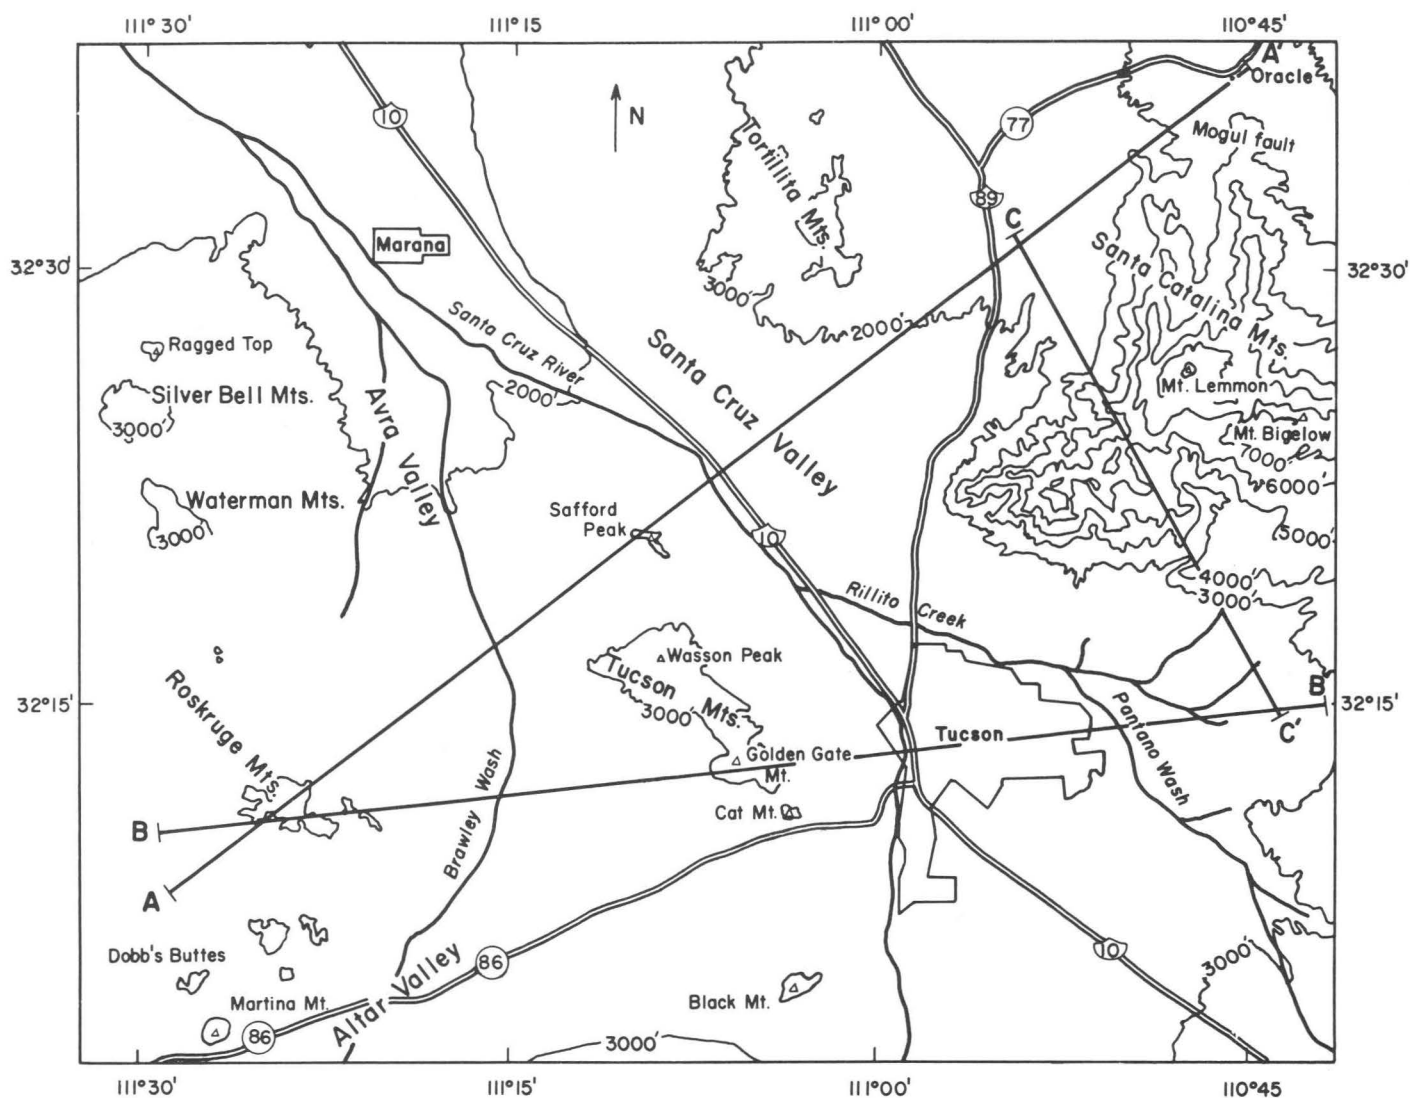 111°30'
111°15'
111°00'
110°45'
A'
Oracle
10
N
77
Mogul fault
Tortillita Mts.
89
C
Marana
32°30'
32°30'
Santa Catalina Mts.
3000'
Santa Cruz River
2000'
Santa Cruz Valley
Ragged Top
Mt. Lemmon
Silver Bell Mts.
2000'
Avra Valley
3000'
Mt. Bigelow
7000'
6000'
Waterman Mts.
Safford
Peak
3000'
10
5000'
4000'
3000'
Rillito Creek
Wasson Peak
Tucson Mts.
Roskruge Mts.
3000'
B'
32°15'
32°15'
C'
Pantano Wash
Tucson
Golden Gate
Mt.
Brawley Wash
Cat Mt.
B
A
Dobb's Buttes
86
10
3000'
Altar Valley
Martina Mt.
Black Mt.
86
3000'
111°30'
111°15'
111°00'
110°45'